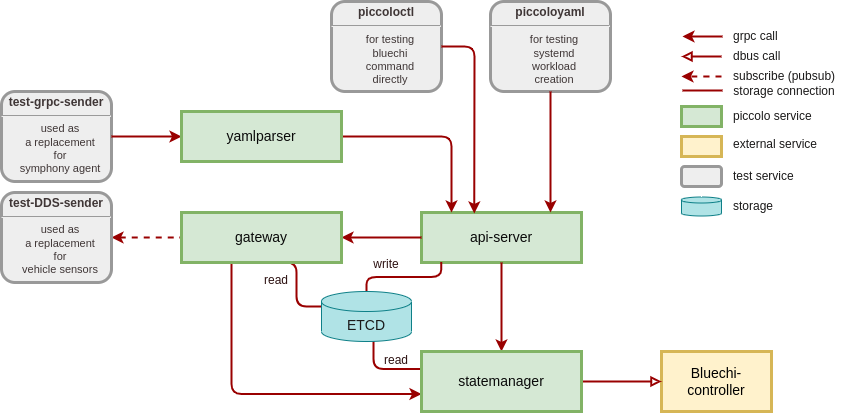 piccoloctl
for testing
bluechi
command
directly
piccoloyaml
for testing
systemd
workload
creation
grpc call
dbus call
subscribe (pubsub)
storage connection
piccolo service
external service
test service
storage
test-grpc-sender
used as
a replacement
for
symphony agent
yamlparser
test-DDS-sender
used as
a replacement
for
vehicle sensors
gateway
api-server
write
read
ETCD
read
statemanager
Bluechi-
controller